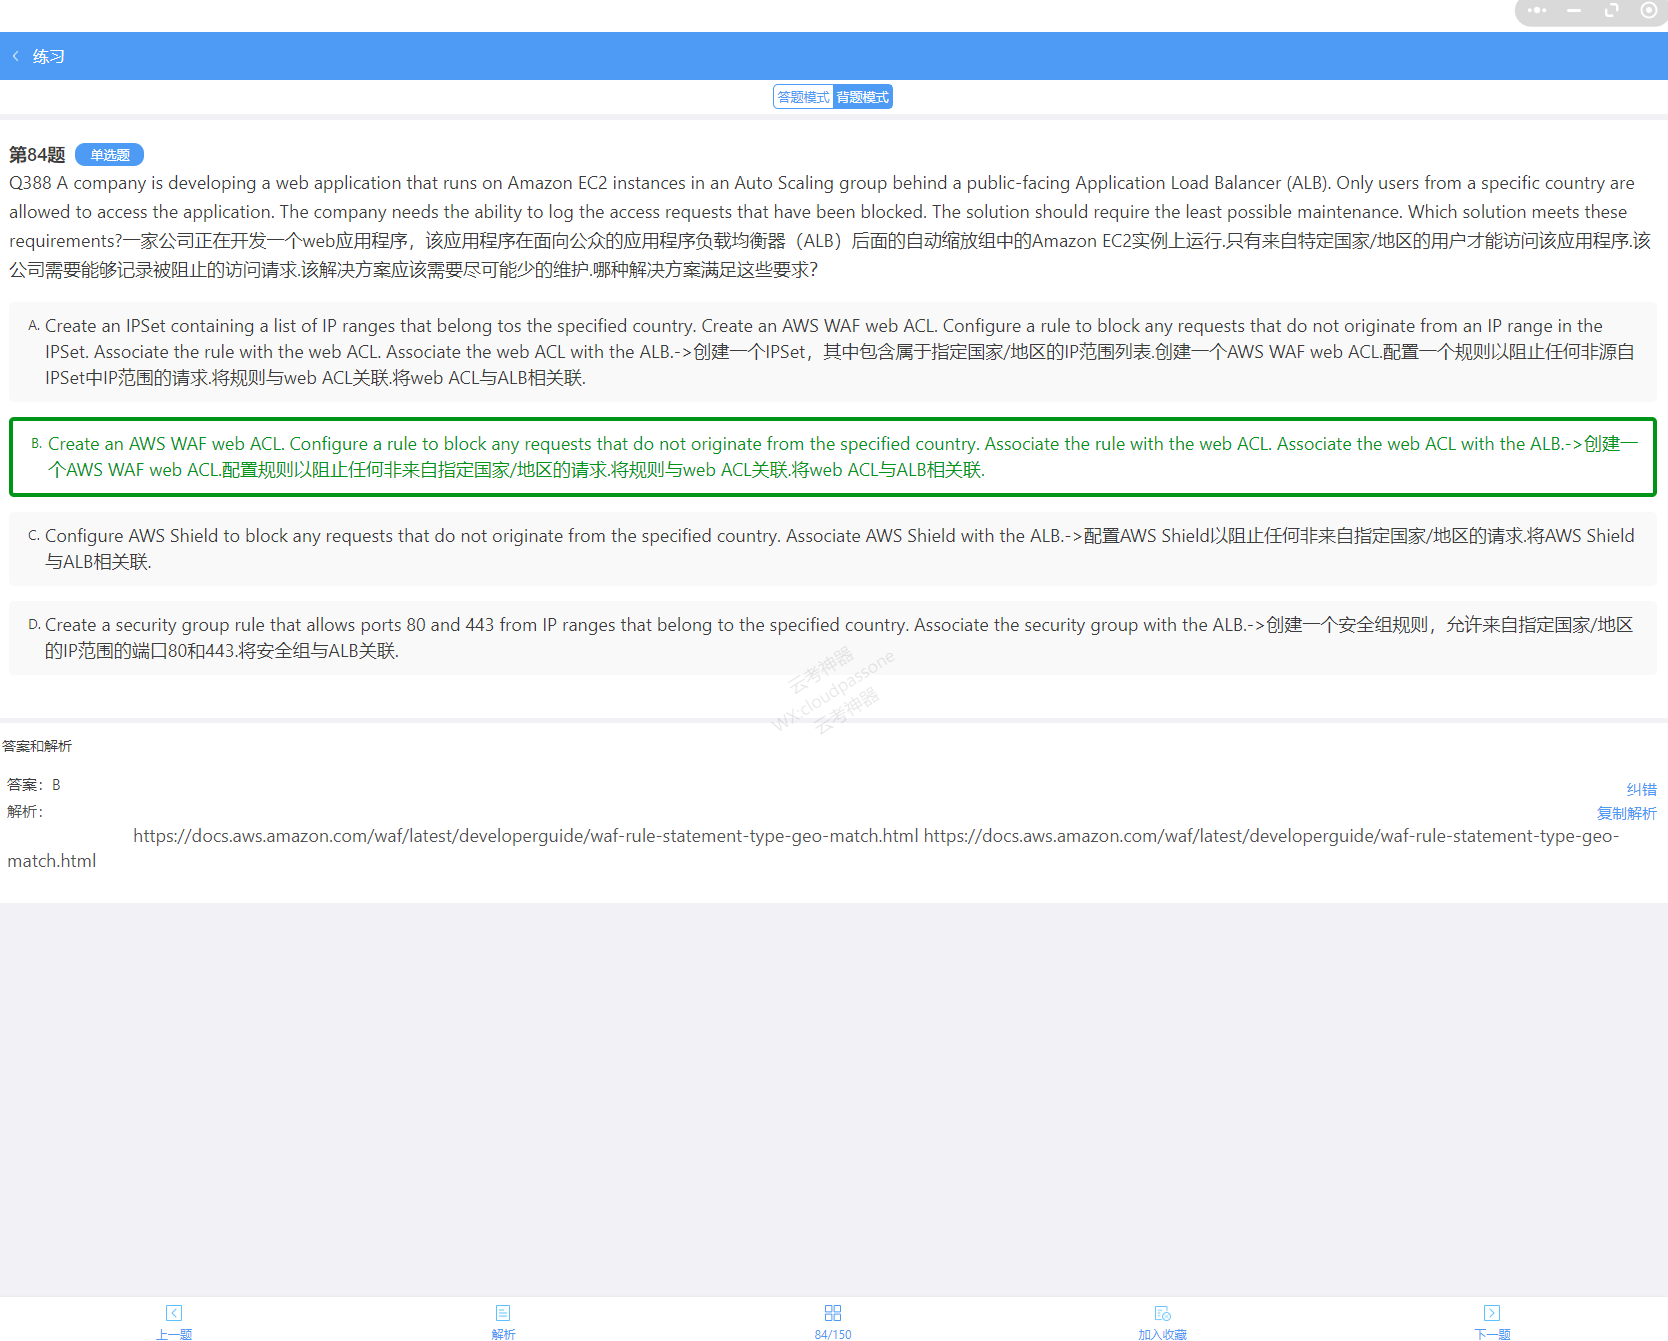 练习
答题模式 背题模式
第84题 单选题
Q388 A company is developing a web application that runs on Amazon EC2 instances in an Auto Scaling group behind a public-facing Application Load Balancer (ALB). Only users from a specific country are
allowed to access the application. The company needs the ability to log the access requests that have been blocked. The solution should require the least possible maintenance. Which solution meets these
requirements?一家公司正在开发一个web应用程序，该应用程序在面向公众的应用程序负载均衡器（ALB）后面的自动缩放组中的Amazon EC2实例上运行.只有来自特定国家/地区的用户才能访问该应用程序.该
公司需要能够记录被阻止的访问请求.该解决方案应该需要尽可能少的维护.哪种解决方案满足这些要求?
A. Create an IPSet containing a list of IP ranges that belong tos the specified country. Create an AWS WAF web ACL. Configure a rule to block any requests that do not originate from an IP range in the
IPSet. Associate the rule with the web ACL. Associate the web ACL with the ALB.->创建一个IPSet，其中包含属于指定国家/地区的IP范围列表.创建一个AWS WAF web ACL.配置一个规则以阻止任何非源自
IPSet中IP范围的请求.将规则与web ACL关联.将web ACL与ALB相关联.
B. Create an AWS WAF web ACL. Configure a rule to block any requests that do not originate from the specified country. Associate the rule with the web ACL. Associate the web ACL with the ALB.->创建一
个AWS WAF web ACL.配置规则以阻止任何非来自指定国家/地区的请求.将规则与web ACL关联.将web ACL与ALB相关联.
C. Configure AWS Shield to block any requests that do not originate from the specified country. Associate AWS Shield with the ALB.->配置AWS Shield以阻止任何非来自指定国家/地区的请求.将AWS Shield
与ALB相关联.
D. Create a security group rule that allows ports 80 and 443 from IP ranges that belong to the specified country. Associate the security group with the ALB.->创建一个安全组规则，允许来自指定国家/地区
的IP范围的端口80和443.将安全组与ALB关联.
云考神器
WX:cloudpassone
云考神器
答案和解析
答案：B
纠错
解析：
复制解析
https://docs.aws.amazon.com/waf/latest/developerguide/waf-rule-statement-type-geo-match.html https://docs.aws.amazon.com/waf/latest/developerguide/waf-rule-statement-type-geo-
match.html
上一题 解析 84/150 加入收藏 下一题